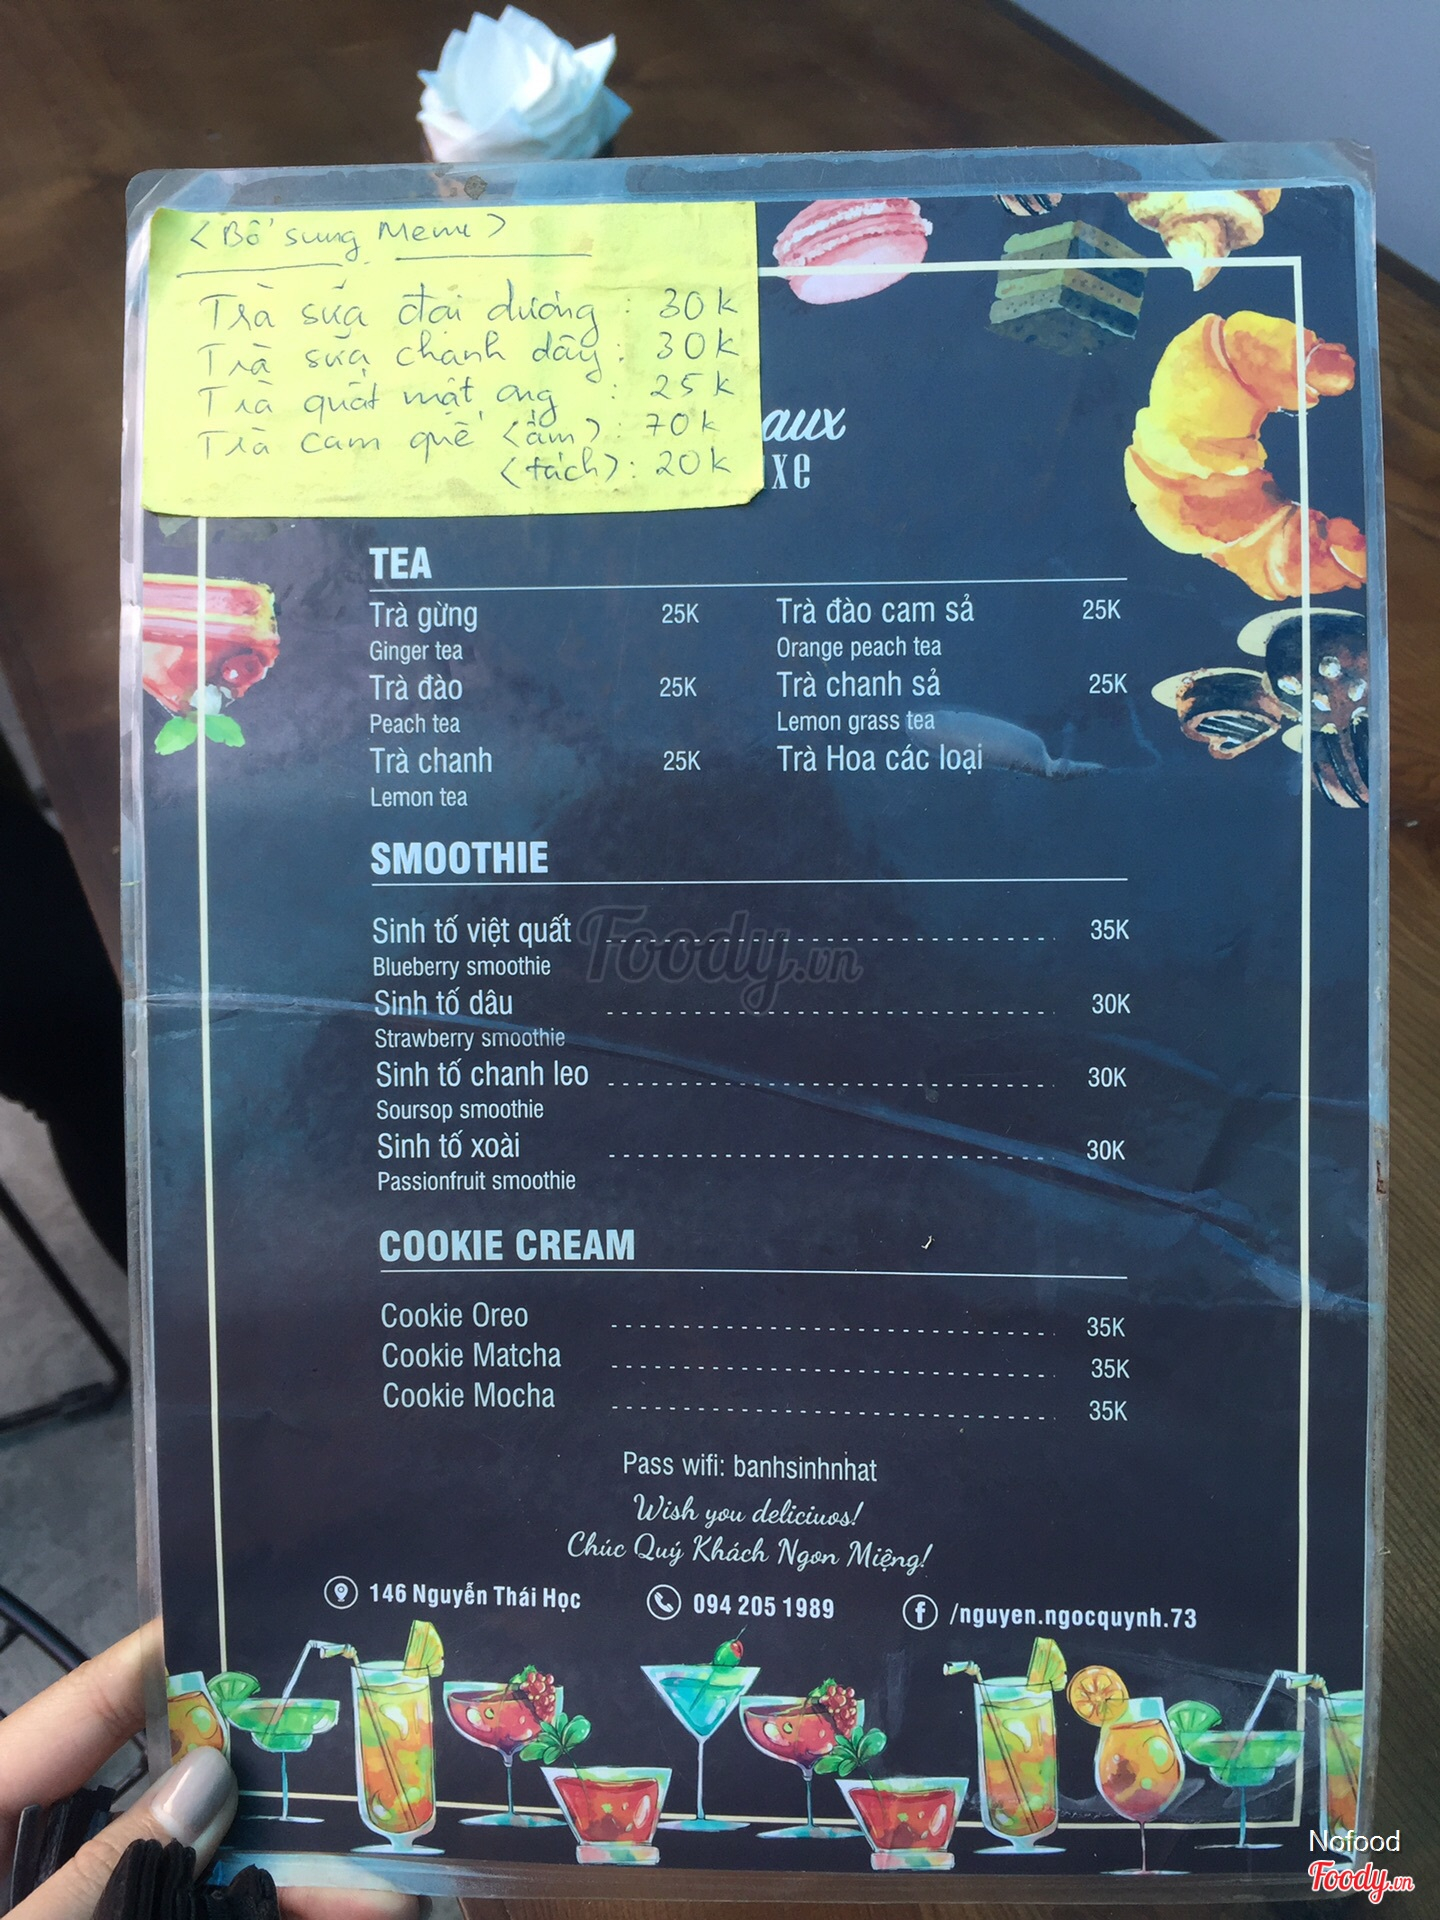 <Bổ sung Menu>
Trà sữa đại dương : 30k
Trà sữa chanh dây : 30k
Trà quất mật ong : 25k
Trà cam quế <ấm> : 70k
<tách> : 20k
aux
xe
TEA
Trà gừng 25K
Ginger tea
Trà đào 25K
Peach tea
Trà chanh 25K
Lemon tea
Trà đào cam sả 25K
Orange peach tea
Trà chanh sả 25K
Lemon grass tea
Trà Hoa các loại
SMOOTHIE
Sinh tố việt quất 35K
Blueberry smoothie
Sinh tố dâu 30K
Strawberry smoothie
Sinh tố chanh leo 30K
Soursop smoothie
Sinh tố xoài 30K
Passionfruit smoothie
COOKIE CREAM
Cookie Oreo 35K
Cookie Matcha 35K
Cookie Mocha 35K
Pass wifi: banhsinhnhat
Wish you deliciuos!
Chúc Quý Khách Ngon Miệng!
146 Nguyễn Thái Học 094 205 1989 /nguyen.ngocquynh.73
Foody.vn
Nofood
Foody.vn